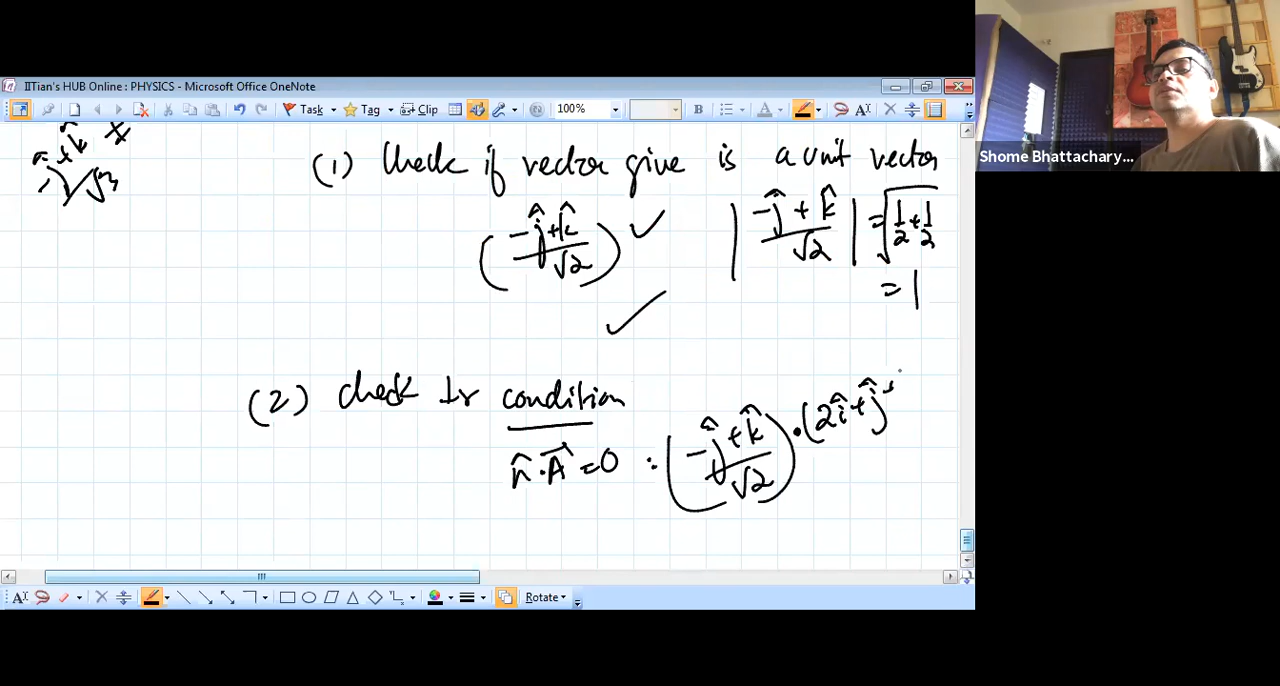 IITian's HUB Online : PHYSICS - Microsoft Office OneNote
Task Tag Clip 100% B A A
Shome Bhattachary...
(1) Check if vector give is a unit vector
(-ĵ+k̂/√2) ✓ |-ĵ + k̂/√2| = √1/2+1/2
= 1
✓
(2) Check ⊥r condition
n̂·A⃗ = 0 : (-ĵ+k̂/√2)·(2î+ĵ)+
Rotate